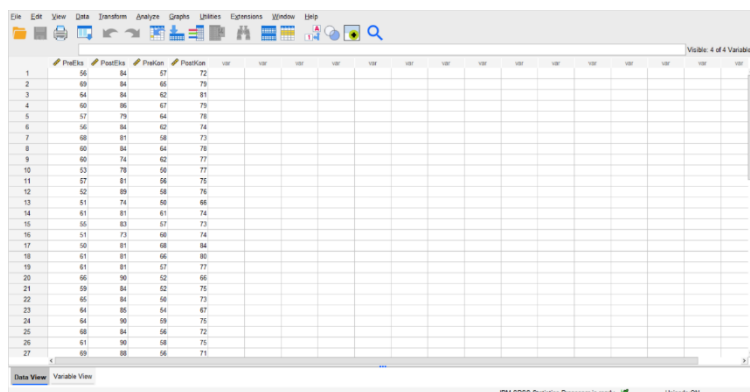 File Edit View Data Transform Analyze Graphs Utilities Extensions Window Help
Visible: 4 of 4 Variable
PreEks PostEks PreKon PostKon var var var var var var var var var var var var var var var
1 56 84 57 72
2 69 84 65 79
3 64 84 62 81
4 60 86 67 79
5 57 79 64 78
6 56 84 62 74
7 68 81 58 73
8 60 84 64 78
9 60 74 62 77
10 53 78 58 77
11 57 81 56 75
12 52 89 58 76
13 51 74 50 66
14 61 81 61 74
15 55 83 57 73
16 51 73 60 74
17 50 81 68 84
18 61 81 66 80
19 61 81 57 77
20 66 90 52 66
21 59 84 52 75
22 65 84 50 73
23 64 85 54 67
24 64 90 59 75
25 68 84 56 72
26 61 90 58 75
27 69 88 56 71
Data View Variable View